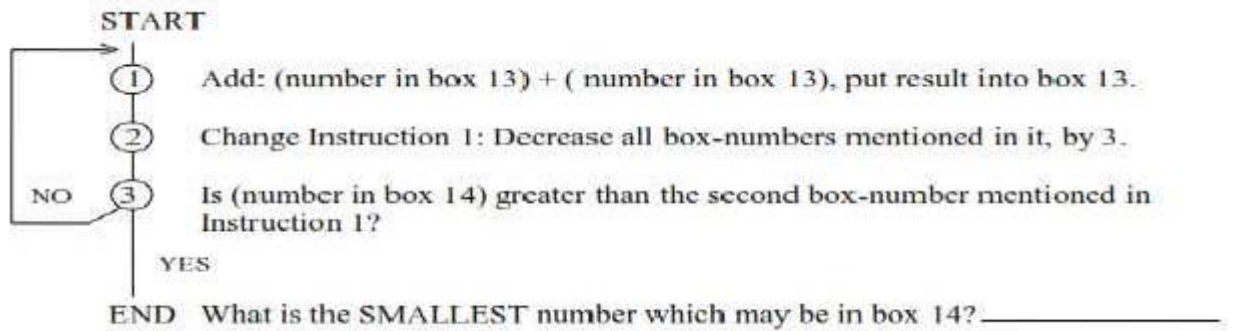 START
1 Add: (number in box 13) + ( number in box 13), put result into box 13.
2 Change Instruction 1: Decrease all box-numbers mentioned in it, by 3.
NO 3 Is (number in box 14) greater than the second box-number mentioned in
Instruction 1?
YES
END What is the SMALLEST number which may be in box 14?